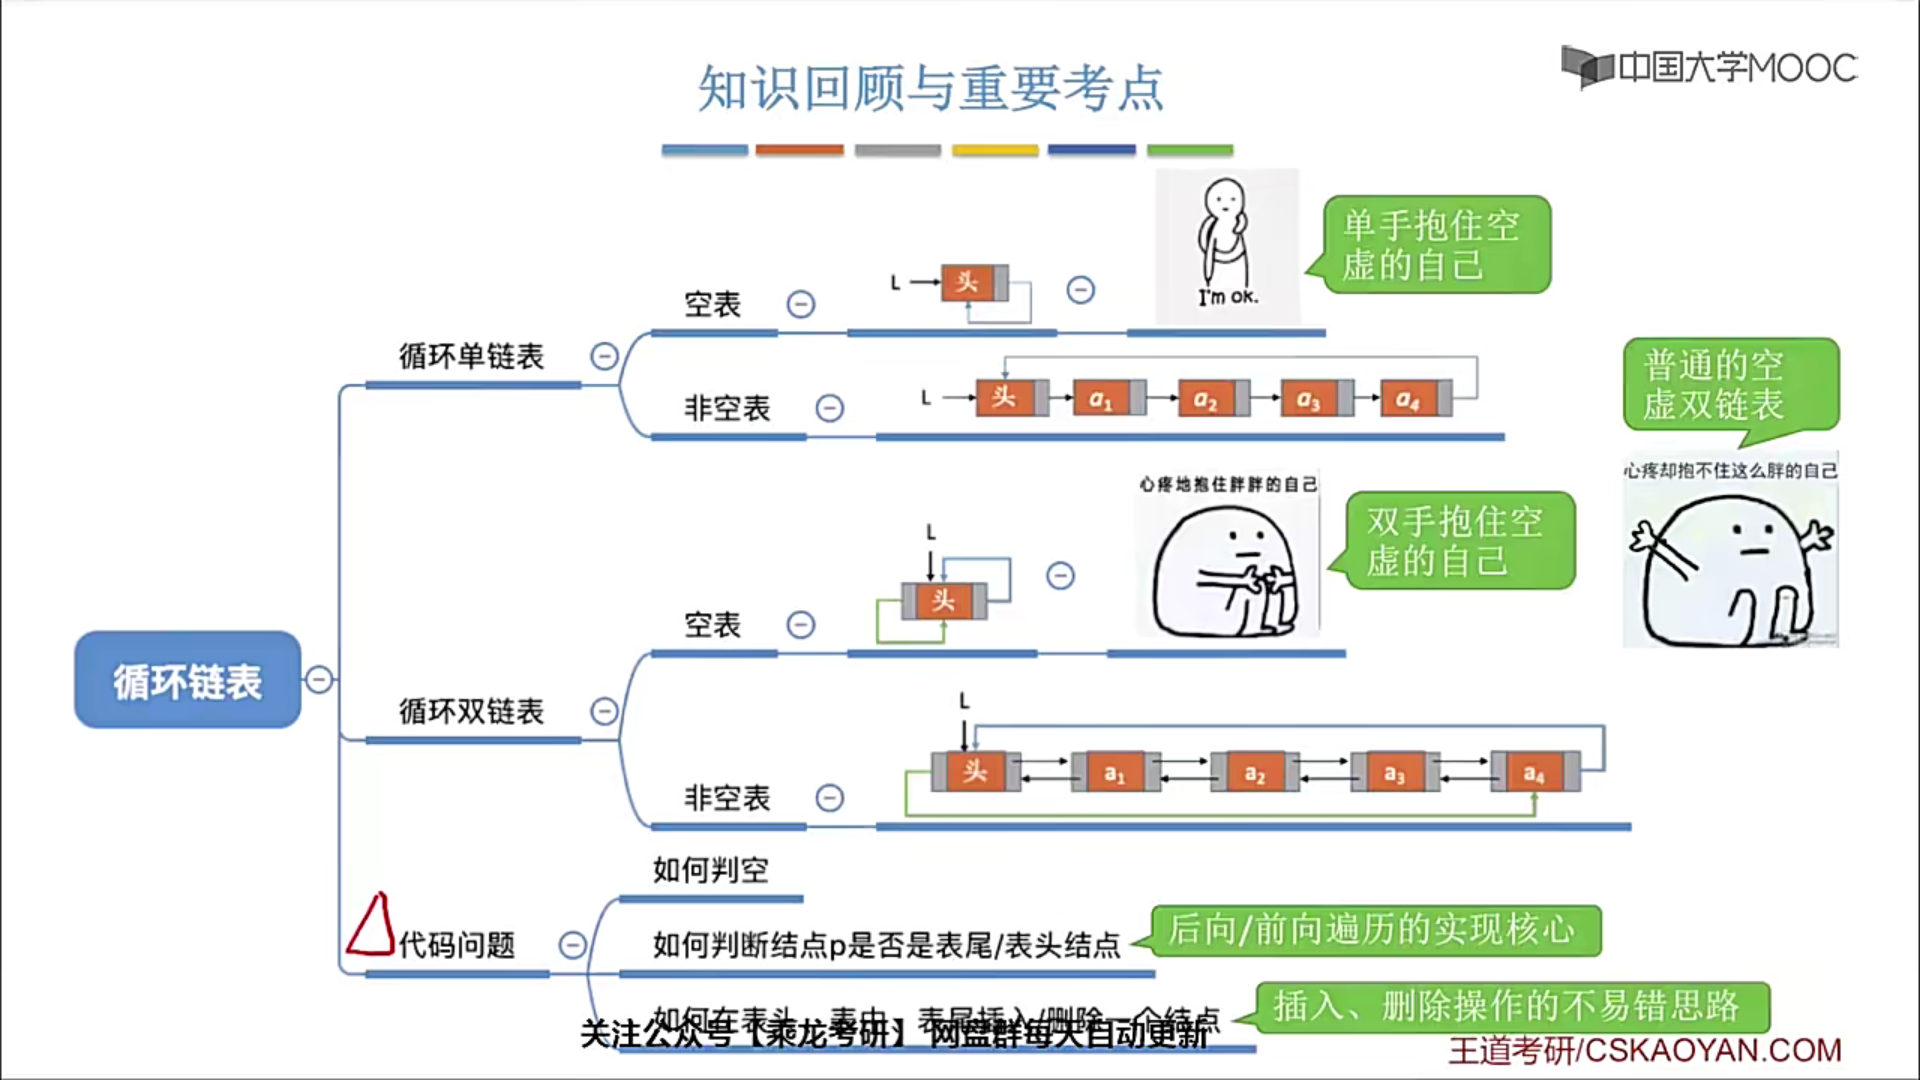 知识回顾与重要考点
中国大学MOOC
循环链表
循环单链表
空表
L
头
I'm ok.
单手抱住空
虚的自己
非空表
L
头 a1 a2 a3 a4
普通的空
虚双链表
心疼却抱不住这么胖的自己
循环双链表
空表
L
头
心疼地抱住胖胖的自己
双手抱住空
虚的自己
非空表
L
头 a1 a2 a3 a4
代码问题
如何判空
如何判断结点p是否是表尾/表头结点
后向/前向遍历的实现核心
如何在表头、表中、表尾插入/删除一个结点
插入、删除操作的不易错思路
关注公众号【乘龙考研】 网盘群每天自动更新
王道考研/CSKAOYAN.COM